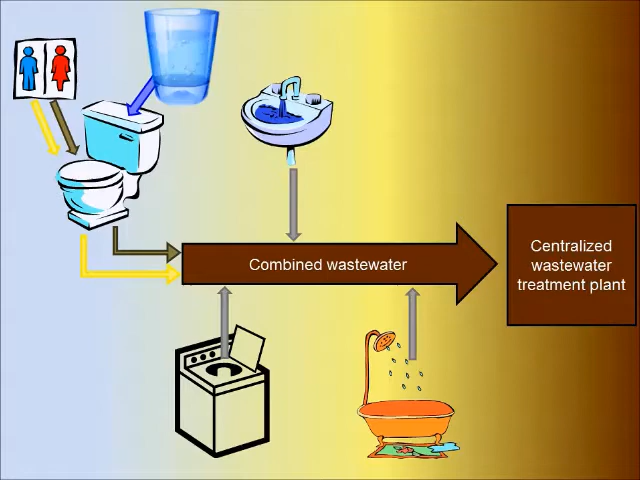 Combined wastewater
Centralized
wastewater
treatment plant